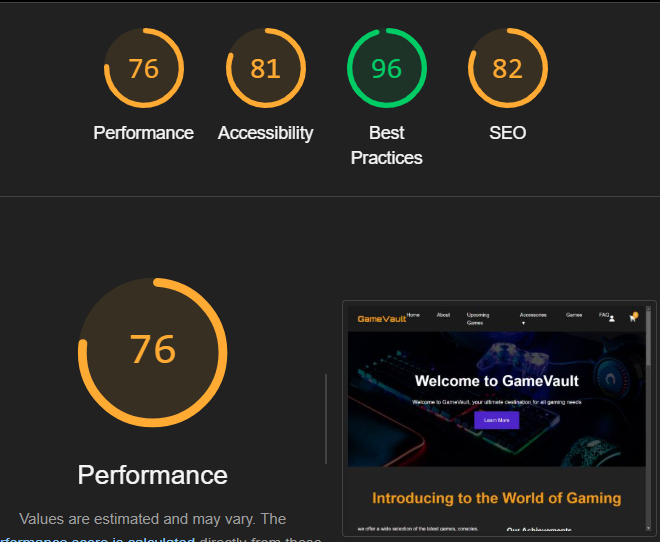 76
81
96
82
Performance
Accessibility
Best
Practices
SEO
76
Performance
Values are estimated and may vary. The
performance score is calculated directly from these
GameVault
Home
About
Upcoming
Games
Accessories
▼
Games
FAQ
Welcome to GameVault
Welcome to GameVault, your ultimate destination for all gaming needs
Learn More
Introducing to the World of Gaming
we offer a wide selection of the latest games, consoles,
Our Achievements